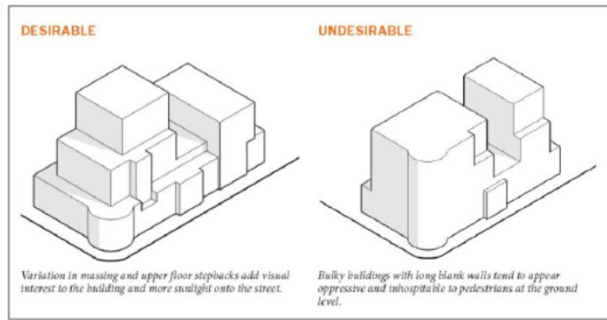 DESIRABLE
Variation in massing and upper floor stepbacks add visual
interest to the building and more sunlight onto the street.
UNDESIRABLE
Bulky buildings with long blank walls tend to appear
oppressive and inhospitable to pedestrians at the ground
level.